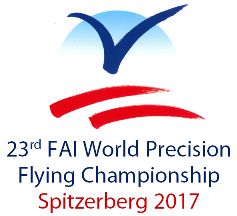 23rd FAI World Precision
Flying Championship
Spitzerberg 2017